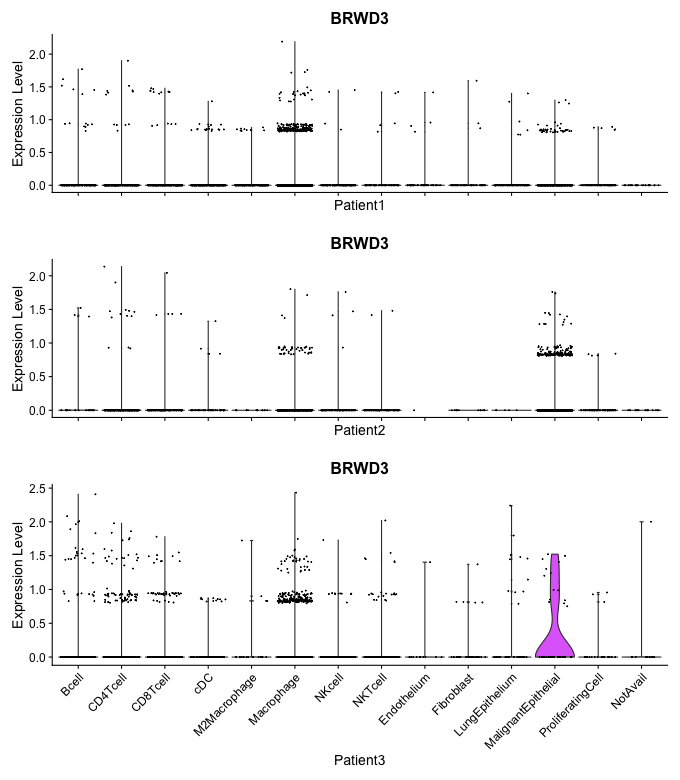 BRWD3
Expression Level
2.0
1.5
1.0
0.5
0.0
Patient1
BRWD3
Expression Level
2.0
1.5
1.0
0.5
0.0
Patient2
BRWD3
Expression Level
2.5
2.0
1.5
1.0
0.5
0.0
Bcell
CD4Tcell
CD8Tcell
cDC
M2Macrophage
Macrophage
NKcell
NKTcell
Endothelium
Fibroblast
LungEpithelium
MalignantEpithelial
ProliferatingCell
NotAvail
Patient3